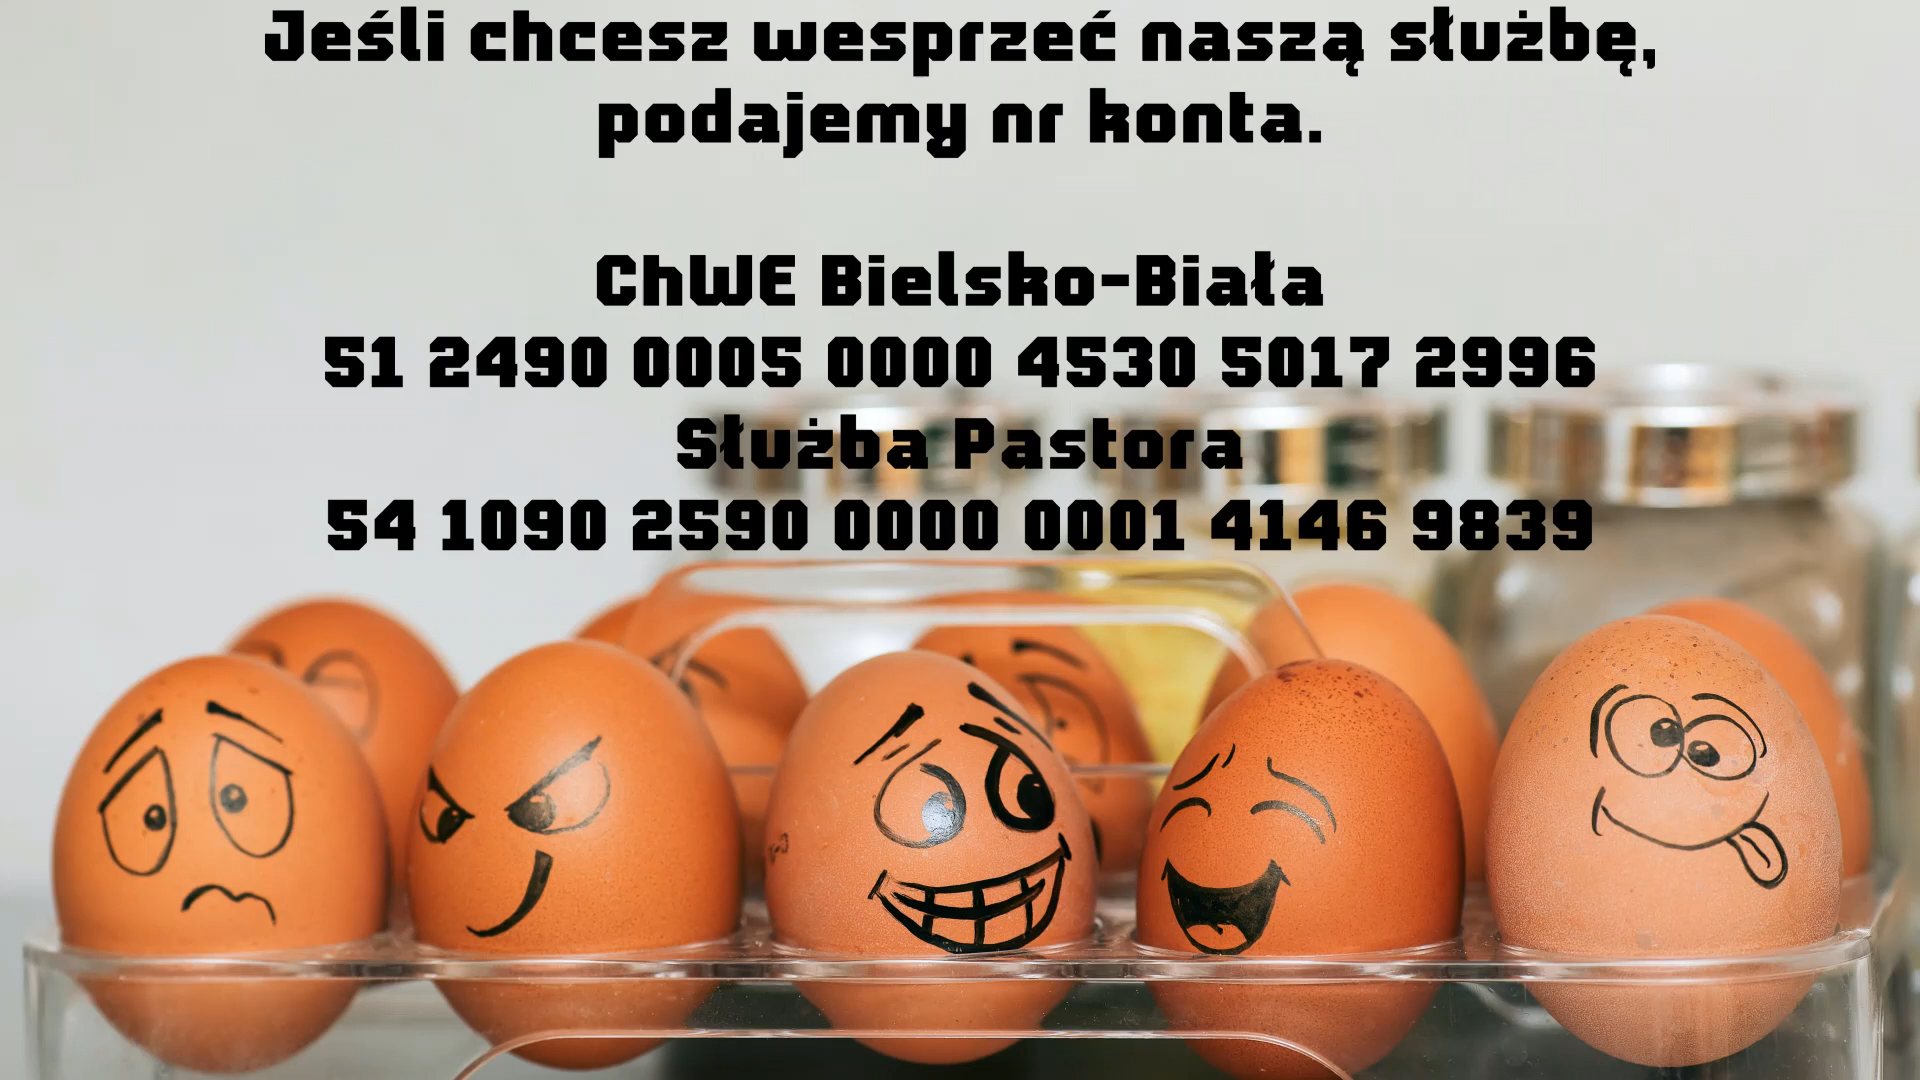 Jeśli chcesz wesprzeć naszą służbę,
podajemy nr konta.
ChWE Bielsko-Biała
51 2490 0005 0000 4530 5017 2996
Służba Pastora
54 1090 2590 0000 0001 4146 9839